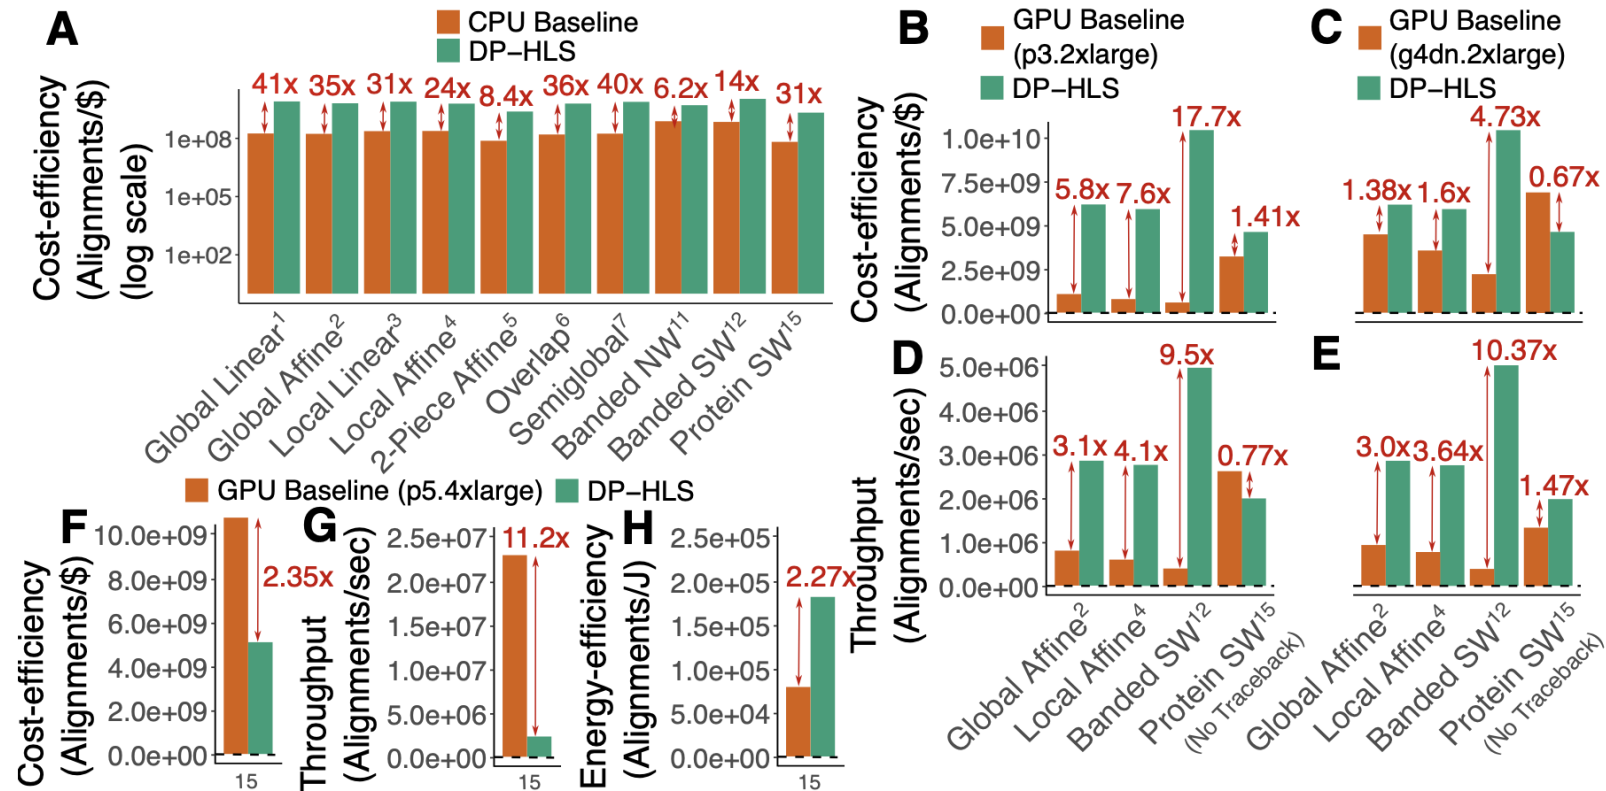 A
CPU Baseline
DP−HLS
Cost-efficiency
(Alignments/$)
(log scale)
1e+08
1e+05
1e+02
41x
35x
31x
24x
8.4x
36x
40x
6.2x
14x
31x
Global Linear1
Global Affine2
Local Linear3
Local Affine4
2-Piece Affine5
Overlap6
Semiglobal7
Banded NW11
Banded SW12
Protein SW15
B
GPU Baseline
(p3.2xlarge)
DP−HLS
Cost-efficiency
(Alignments/$)
1.0e+10
7.5e+09
5.0e+09
2.5e+09
0.0e+00
5.8x
7.6x
17.7x
1.41x
C
GPU Baseline
(g4dn.2xlarge)
DP−HLS
1.38x
1.6x
4.73x
0.67x
D
Throughput
(Alignments/sec)
5.0e+06
4.0e+06
3.0e+06
2.0e+06
1.0e+06
0.0e+00
3.1x
4.1x
9.5x
0.77x
Global Affine2
Local Affine4
Banded SW12
Protein SW15
(No Traceback)
E
3.0x
3.64x
10.37x
1.47x
Global Affine2
Local Affine4
Banded SW12
Protein SW15
(No Traceback)
GPU Baseline (p5.4xlarge)
DP−HLS
F
Cost-efficiency
(Alignments/$)
10.0e+09
8.0e+09
6.0e+09
4.0e+09
2.0e+09
0.0e+00
2.35x
15
G
Throughput
(Alignments/sec)
2.5e+07
2.0e+07
1.5e+07
1.0e+07
5.0e+06
0.0e+00
11.2x
15
H
Energy-efficiency
(Alignments/J)
2.5e+05
2.0e+05
1.5e+05
1.0e+05
5.0e+04
0.0e+00
2.27x
15